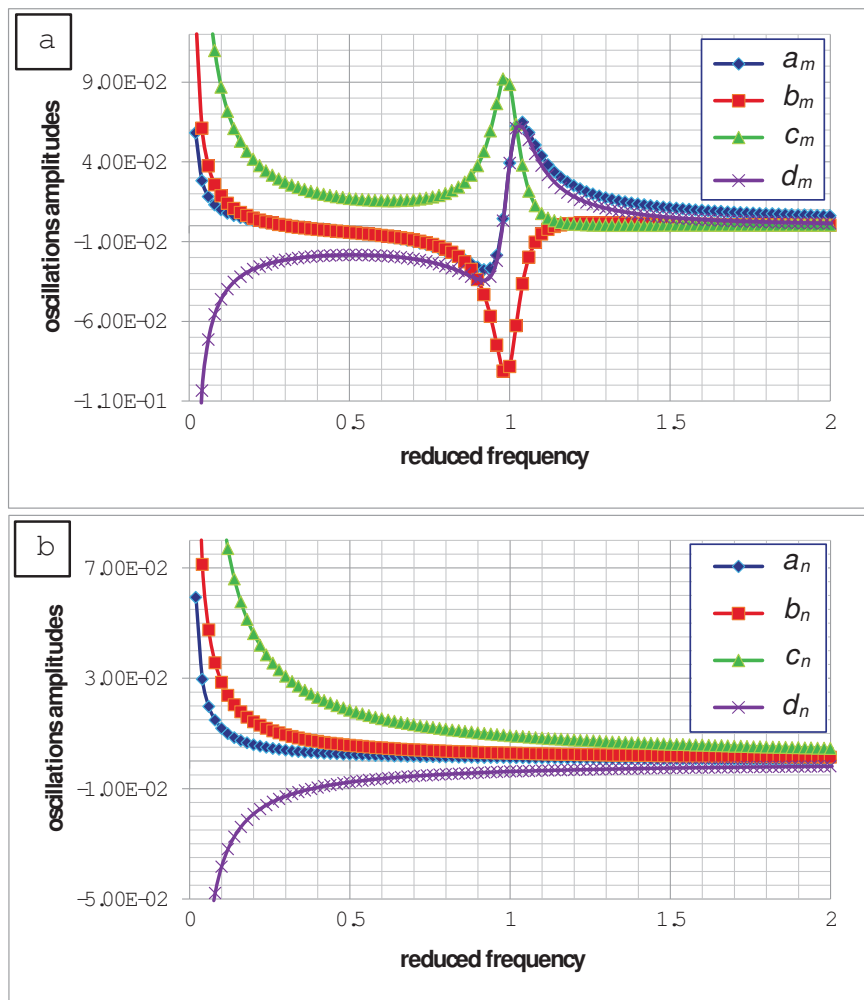 a
9.00E-02
4.00E-02
-1.00E-02
-6.00E-02
-1.10E-01
0
0.5
1
1.5
2
oscillations amplitudes
reduced frequency
am
bm
cm
dm
b
7.00E-02
3.00E-02
-1.00E-02
-5.00E-02
0
0.5
1
1.5
2
oscillations amplitudes
reduced frequency
an
bn
cn
dn